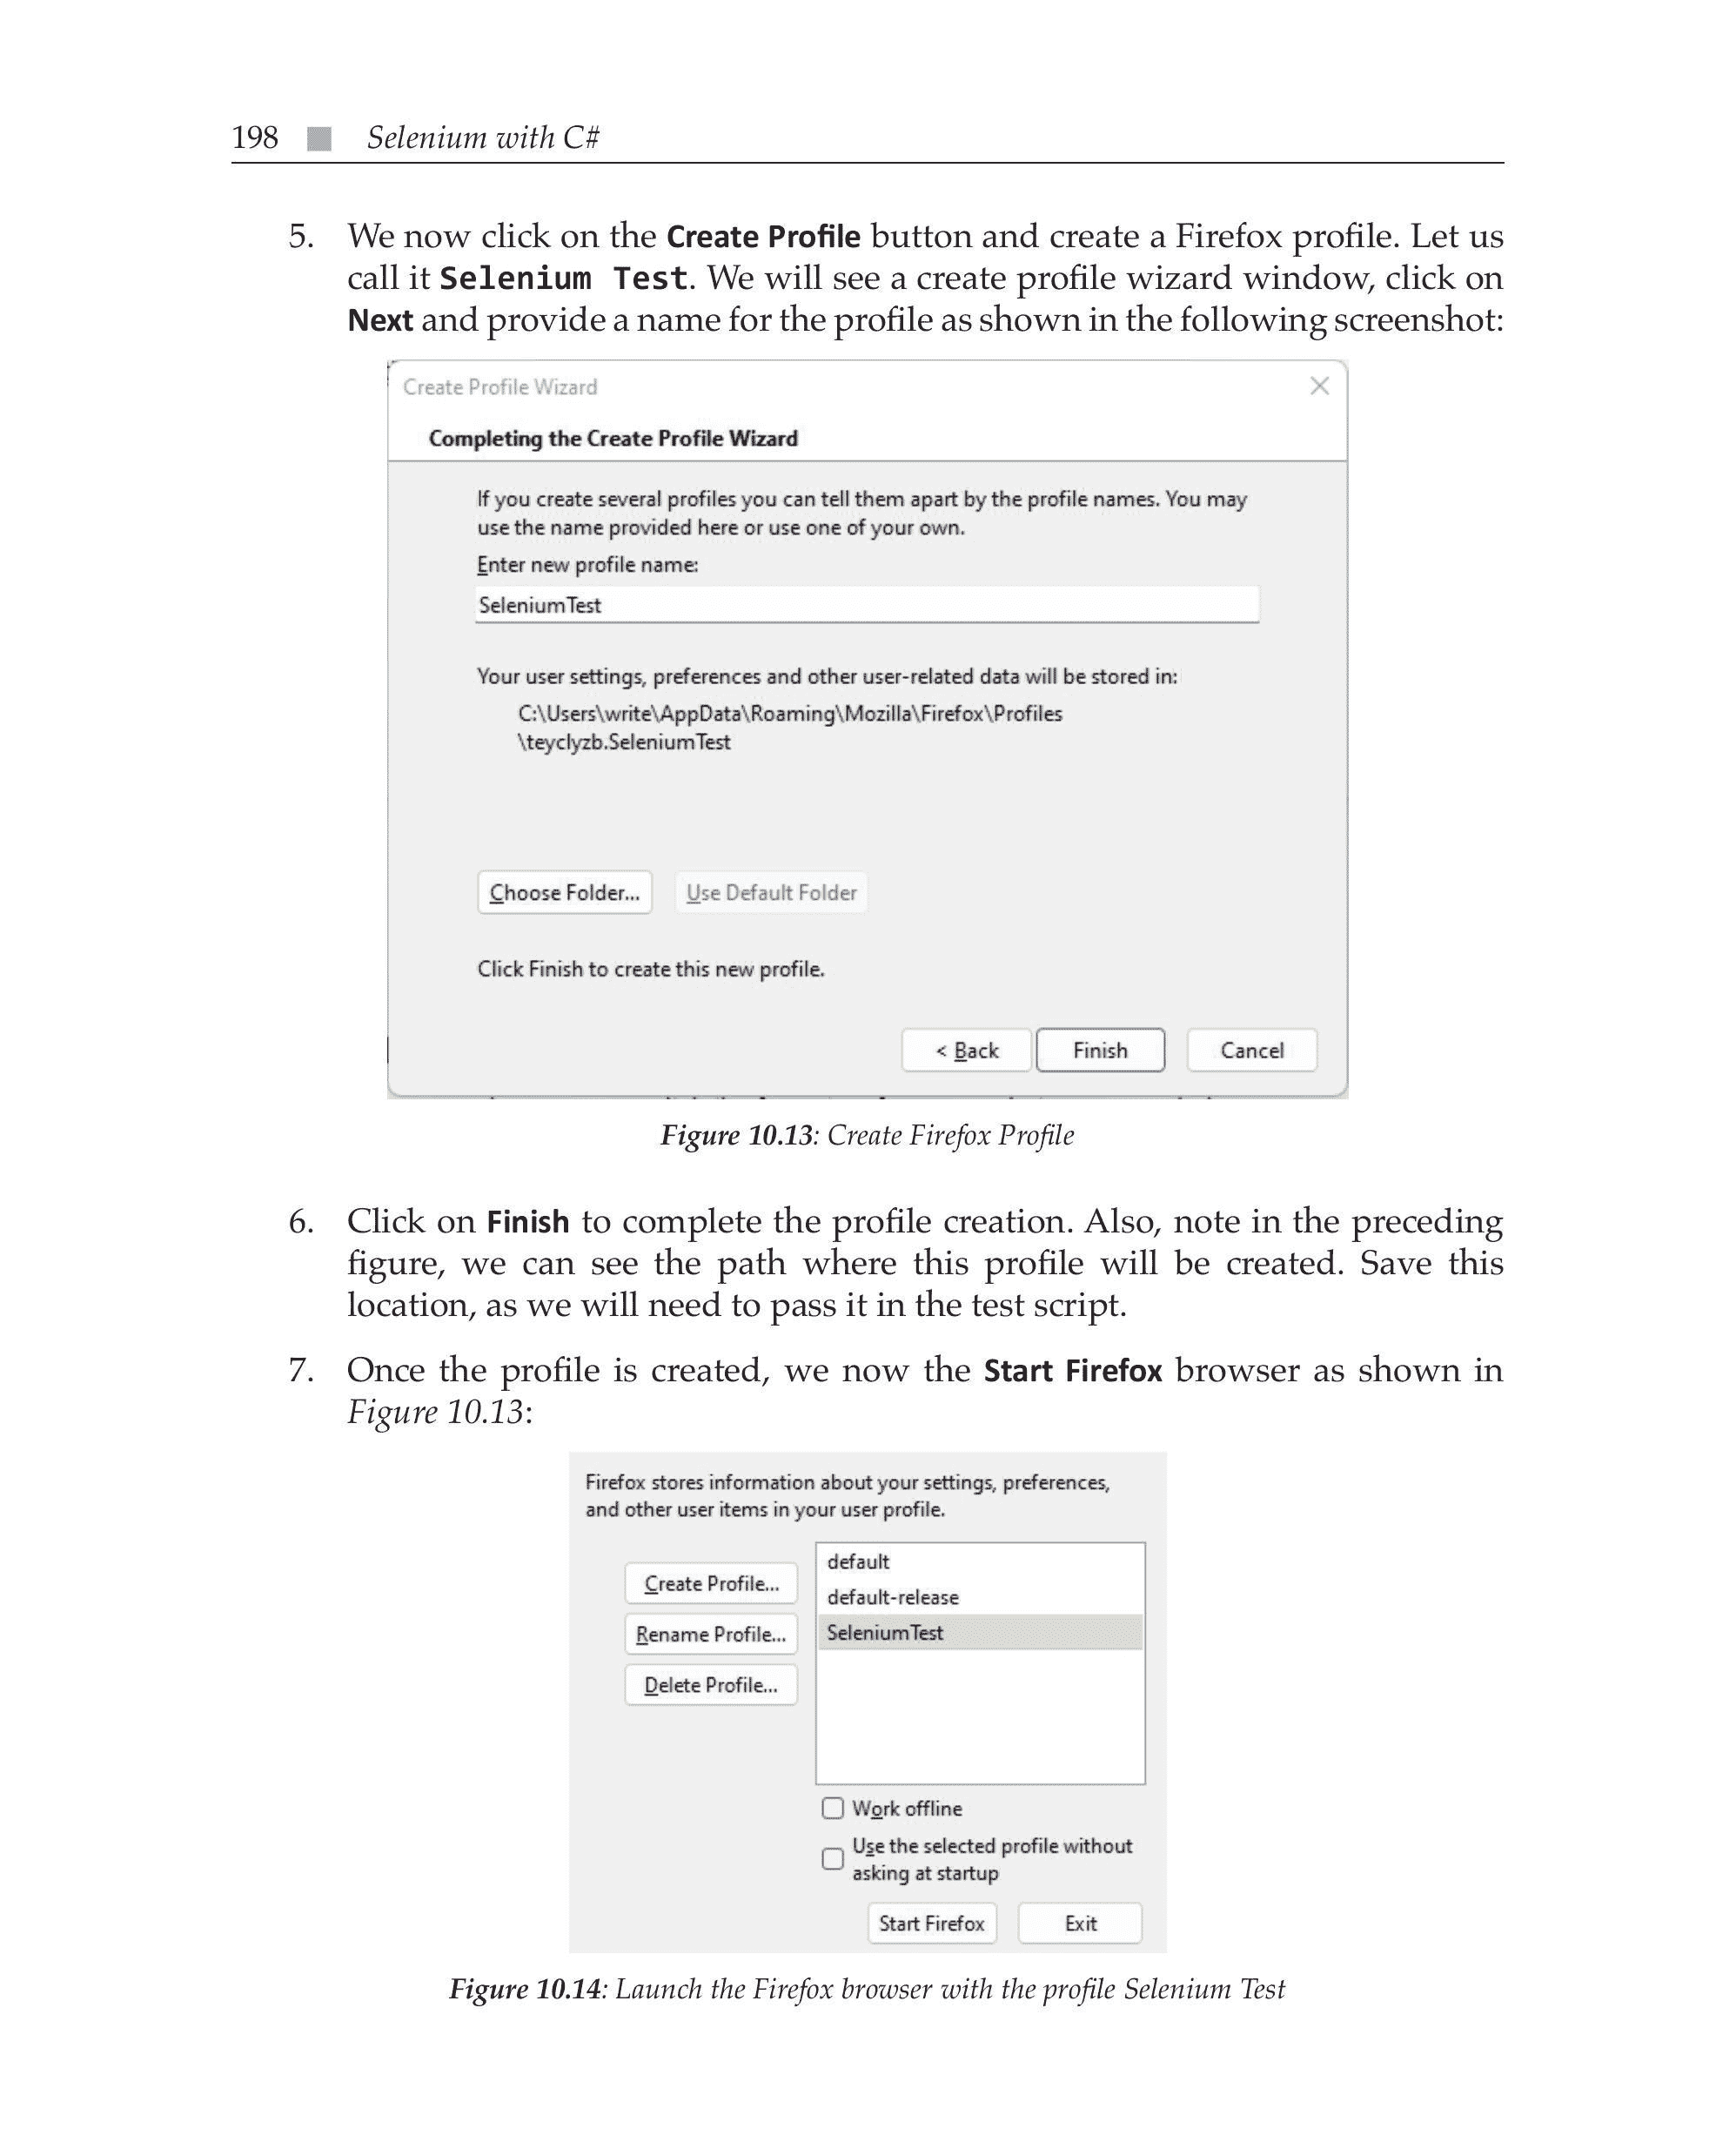 198 Selenium with C#
5. We now click on the Create Profile button and create a Firefox profile. Let us
call it Selenium Test. We will see a create profile wizard window, click on
Next and provide a name for the profile as shown in the following screenshot:
Create Profile Wizard
Completing the Create Profile Wizard
If you create several profiles you can tell them apart by the profile names. You may
use the name provided here or use one of your own.
Enter new profile name:
SeleniumTest
Your user settings, preferences and other user-related data will be stored in:
C:\Users\write\AppData\Roaming\Mozilla\Firefox\Profiles
\teyclyzb.SeleniumTest
Choose Folder... Use Default Folder
Click Finish to create this new profile.
< Back Finish Cancel
Figure 10.13: Create Firefox Profile
6. Click on Finish to complete the profile creation. Also, note in the preceding
figure, we can see the path where this profile will be created. Save this
location, as we will need to pass it in the test script.
7. Once the profile is created, we now the Start Firefox browser as shown in
Figure 10.13:
Firefox stores information about your settings, preferences,
and other user items in your user profile.
Create Profile...
Rename Profile...
Delete Profile...
default
default-release
SeleniumTest
Work offline
Use the selected profile without
asking at startup
Start Firefox Exit
Figure 10.14: Launch the Firefox browser with the profile Selenium Test